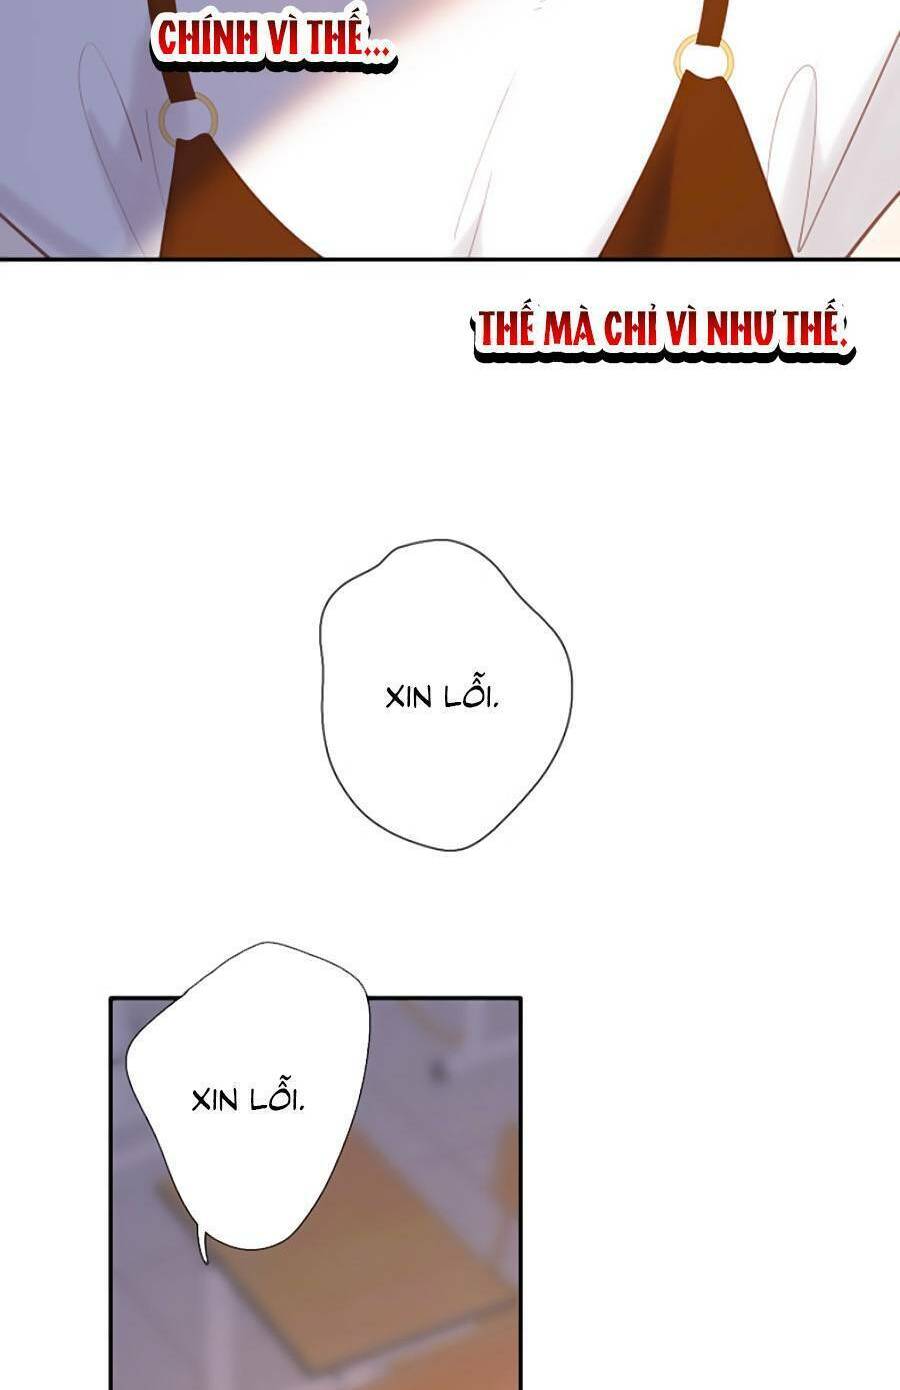 CHÍNH VÌ THẾ...
THẾ MÀ CHỈ VÌ NHƯ THẾ.
XIN LỖI.
XIN LỖI.